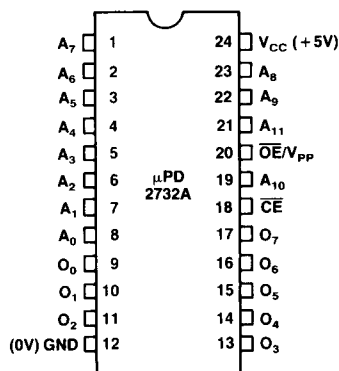 A7 1 24 VCC (+5V)
A6 2 23 A8
A5 3 22 A9
A4 4 21 A11
A3 5 20 O̅E̅/VPP
A2 6 μPD 19 A10
2732A
A1 7 18 C̅E̅
A0 8 17 O7
O0 9 16 O6
O1 10 15 O5
O2 11 14 O4
(0V) GND 12 13 O3